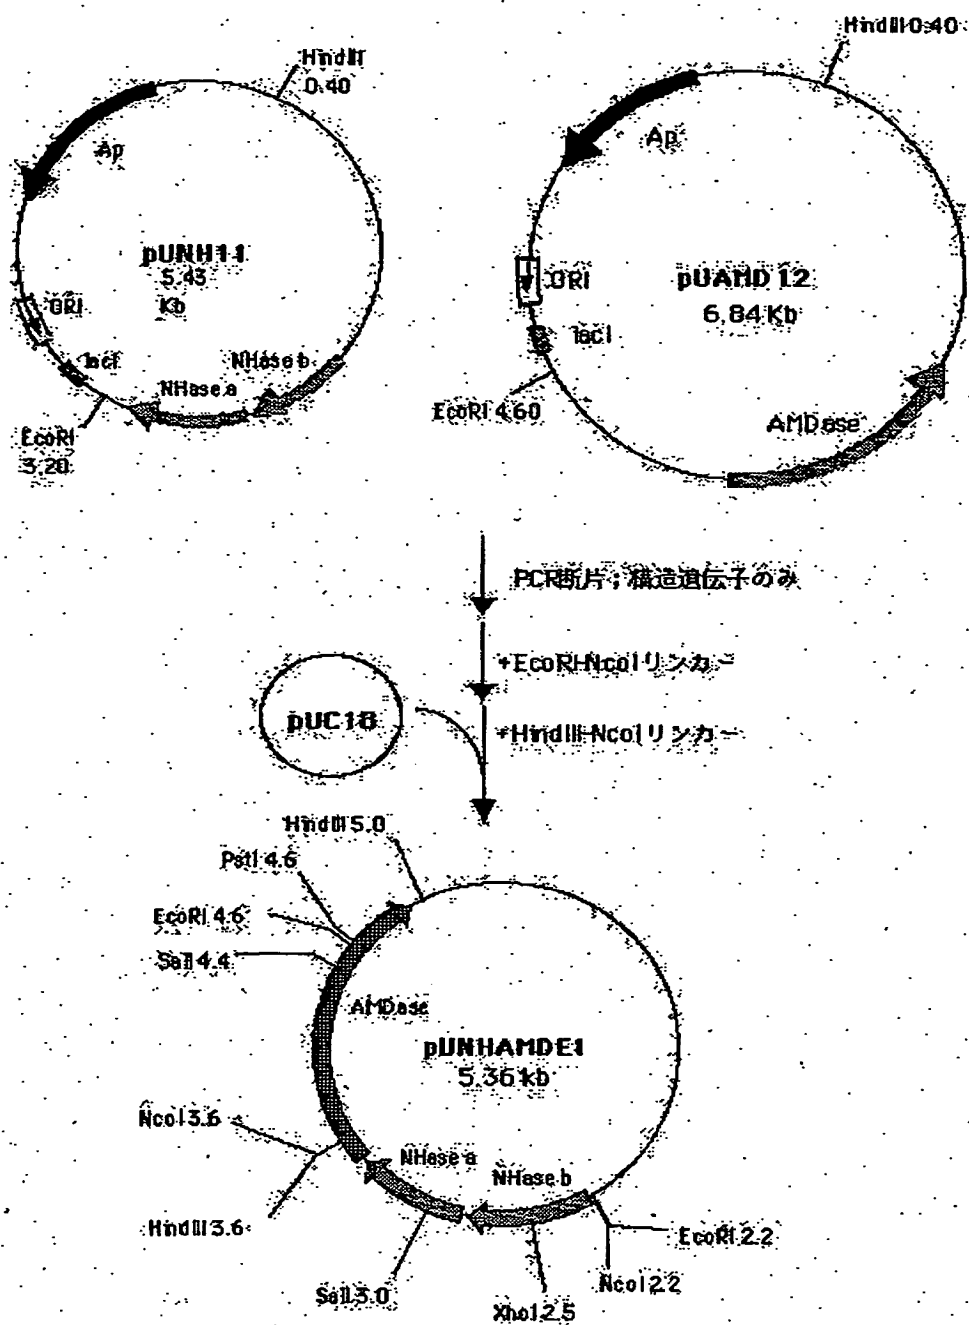 HindIII
0.40
Ap
pUNH11
5.43
Kb
ORI
lacI
NHase b
NHase a
EcoRI
3.20
HindIII 0.40
Ap
pUAMD12
6.84 Kb
ORI
lacI
EcoRI 4.60
AMDase
PCR断片；構造遺伝子のみ
+EcoRI-NcoIリンカー
pUC18
+HindIII-NcoIリンカー
HindIII 5.0
PstI 4.6
EcoRI 4.6
SalI 4.4
AMDase
pUNHAMDE1
5.36 kb
NcoI 3.6
NHase a
NHase b
HindIII 3.6
EcoRI 2.2
NcoI 2.2
SalI 3.0
XhoI 2.5